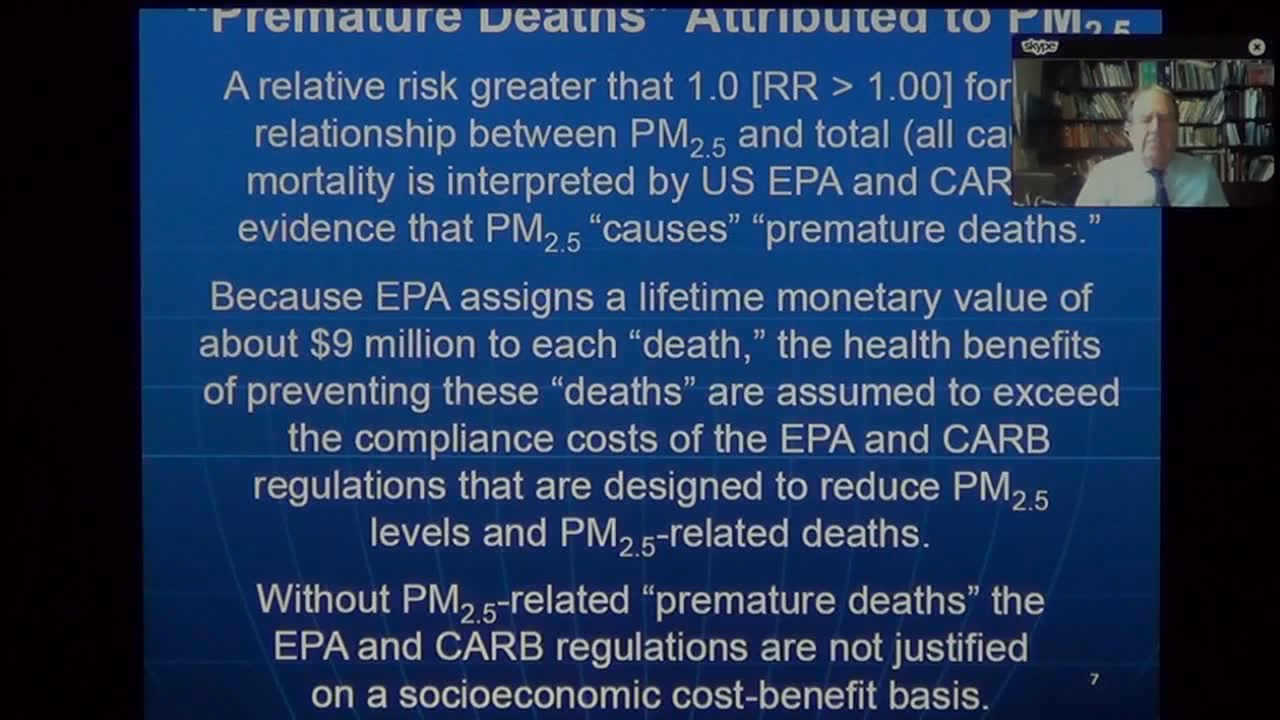 “Premature Deaths” Attributed to PM2.5
skype
A relative risk greater that 1.0 [RR > 1.00] for
relationship between PM2.5 and total (all
mortality is interpreted by US EPA and
evidence that PM2.5 “causes” “premature deaths.”
Because EPA assigns a lifetime monetary value of
about $9 million to each “death,” the health benefits
of preventing these “deaths” are assumed to exceed
the compliance costs of the EPA and CARB
regulations that are designed to reduce PM2.5
levels and PM2.5-related deaths.
Without PM2.5-related “premature deaths” the
EPA and CARB regulations are not justified
on a socioeconomic cost-benefit basis.
7